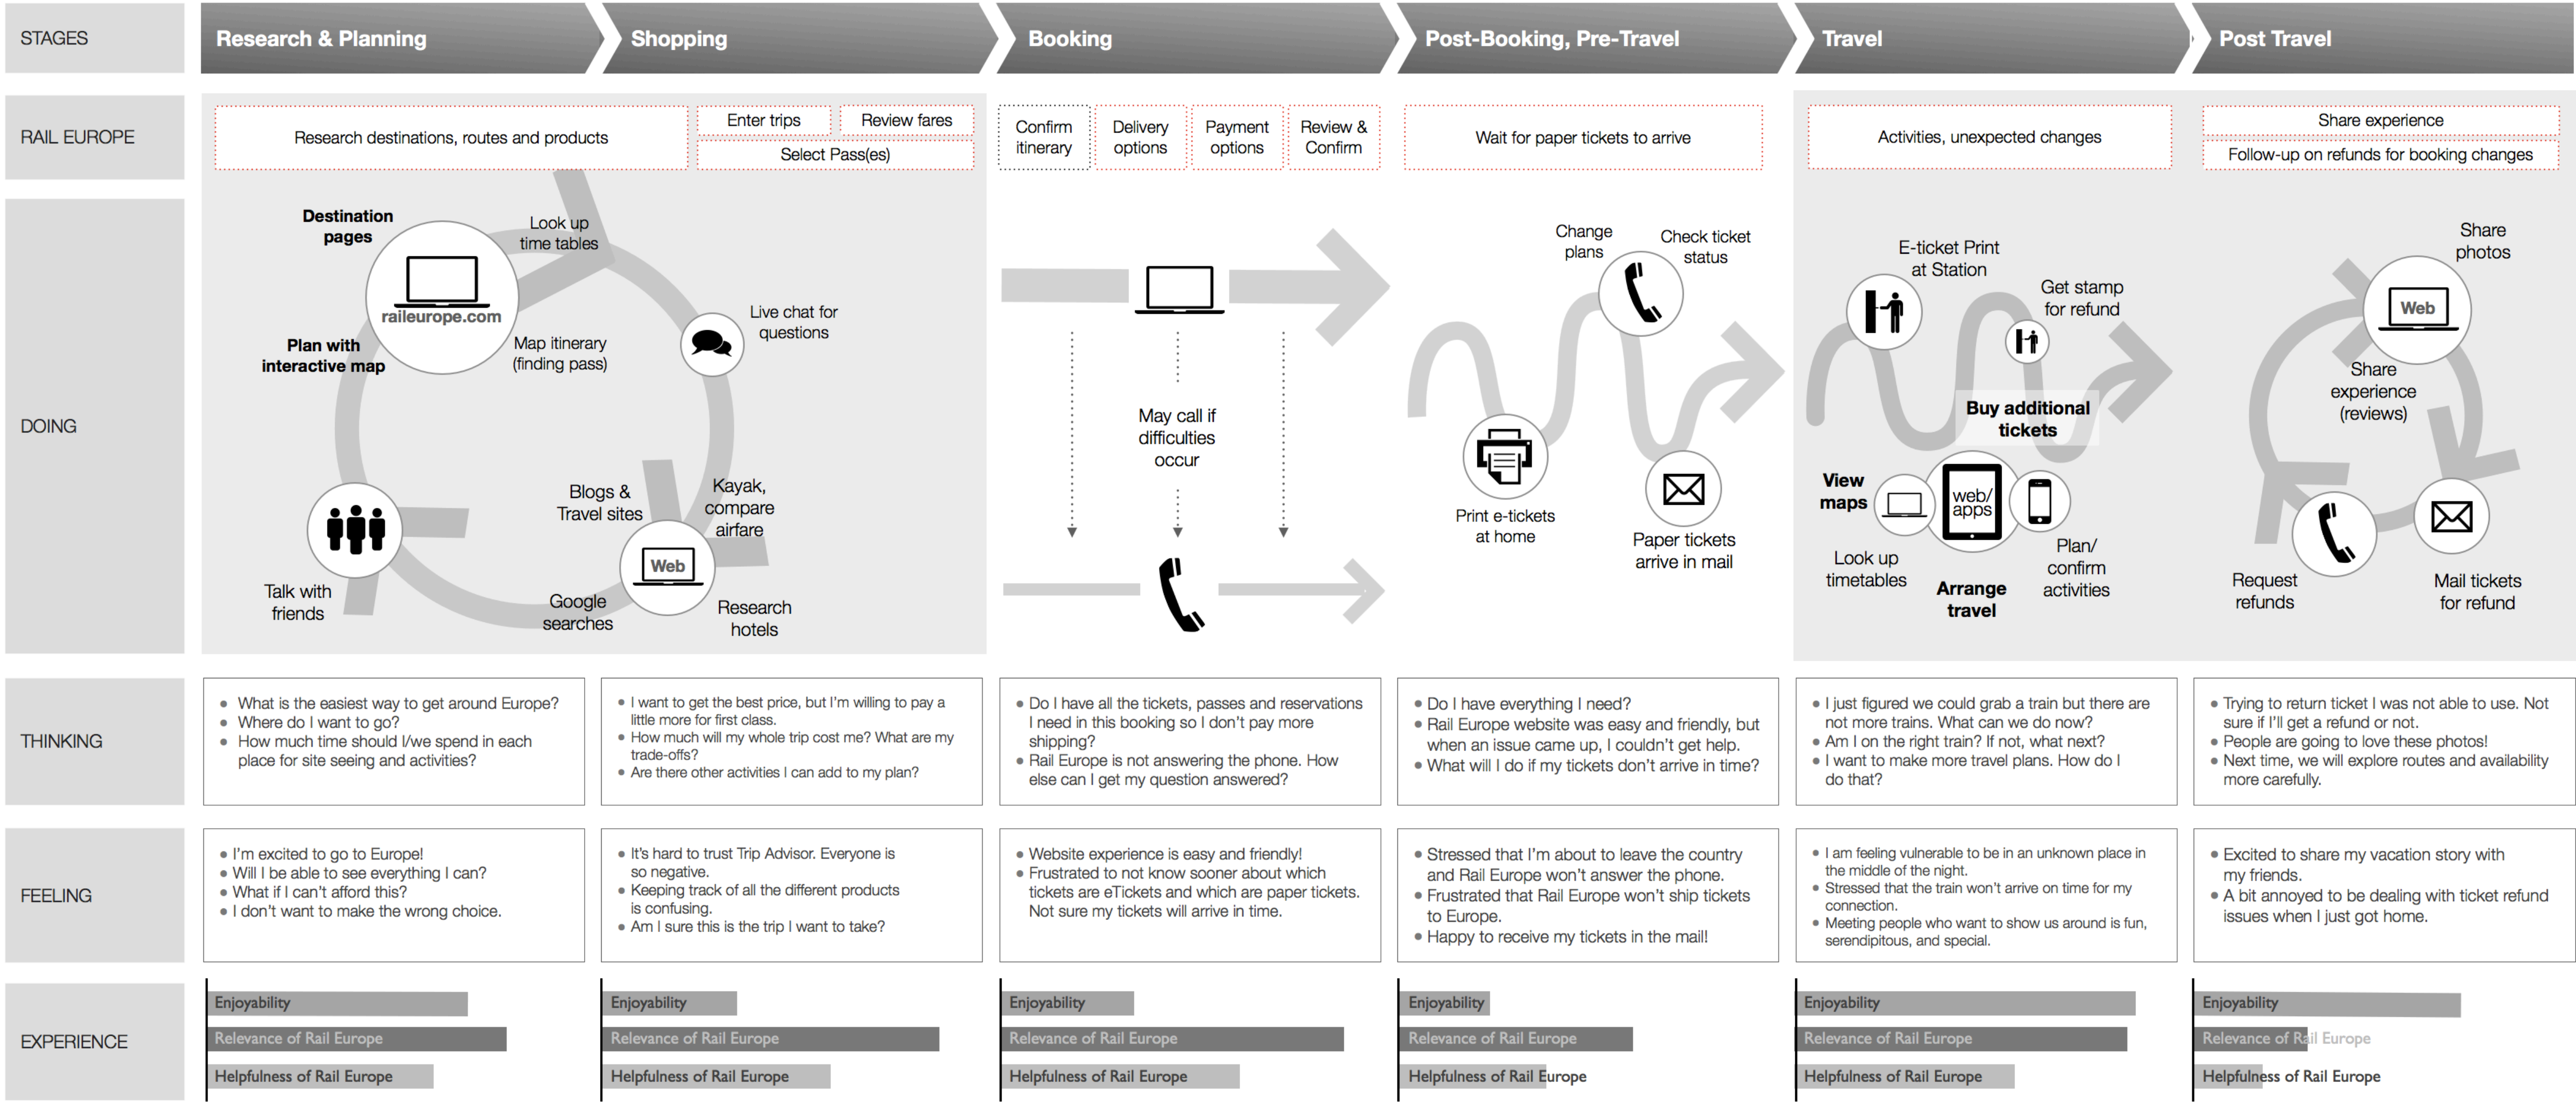 STAGES
Research & Planning
Shopping
Booking
Post-Booking, Pre-Travel
Travel
Post Travel
RAIL EUROPE
Research destinations, routes and products
Enter trips
Review fares
Select Pass(es)
Confirm
itinerary
Delivery
options
Payment
options
Review &
Confirm
Wait for paper tickets to arrive
Activities, unexpected changes
Share experience
Follow-up on refunds for booking changes
DOING
Destination
pages
Look up
time tables
raileurope.com
Plan with
interactive map
Map itinerary
(finding pass)
Live chat for
questions
Blogs &
Travel sites
Kayak,
compare
airfare
Web
Talk with
friends
Google
searches
Research
hotels
May call if
difficulties
occur
Change
plans
Check ticket
status
Print e-tickets
at home
Paper tickets
arrive in mail
E-ticket Print
at Station
Get stamp
for refund
Buy additional
tickets
View
maps
web/
apps
Look up
timetables
Arrange
travel
Plan/
confirm
activities
Share
photos
Web
Share
experience
(reviews)
Request
refunds
Mail tickets
for refund
THINKING
• What is the easiest way to get around Europe?
• Where do I want to go?
• How much time should I/we spend in each
place for site seeing and activities?
• I want to get the best price, but I'm willing to pay a
little more for first class.
• How much will my whole trip cost me? What are my
trade-offs?
• Are there other activities I can add to my plan?
• Do I have all the tickets, passes and reservations
I need in this booking so I don't pay more
shipping?
• Rail Europe is not answering the phone. How
else can I get my question answered?
• Do I have everything I need?
• Rail Europe website was easy and friendly, but
when an issue came up, I couldn't get help.
• What will I do if my tickets don't arrive in time?
• I just figured we could grab a train but there are
not more trains. What can we do now?
• Am I on the right train? If not, what next?
• I want to make more travel plans. How do I
do that?
• Trying to return ticket I was not able to use. Not
sure if I'll get a refund or not.
• People are going to love these photos!
• Next time, we will explore routes and availability
more carefully.
FEELING
• I'm excited to go to Europe!
• Will I be able to see everything I can?
• What if I can't afford this?
• I don't want to make the wrong choice.
• It's hard to trust Trip Advisor. Everyone is
so negative.
• Keeping track of all the different products
is confusing.
• Am I sure this is the trip I want to take?
• Website experience is easy and friendly!
• Frustrated to not know sooner about which
tickets are eTickets and which are paper tickets.
Not sure my tickets will arrive in time.
• Stressed that I'm about to leave the country
and Rail Europe won't answer the phone.
• Frustrated that Rail Europe won't ship tickets
to Europe.
• Happy to receive my tickets in the mail!
• I am feeling vulnerable to be in an unknown place in
the middle of the night.
• Stressed that the train won't arrive on time for my
connection.
• Meeting people who want to show us around is fun,
serendipitous, and special.
• Excited to share my vacation story with
my friends.
• A bit annoyed to be dealing with ticket refund
issues when I just got home.
EXPERIENCE
Enjoyability
Relevance of Rail Europe
Helpfulness of Rail Europe
Enjoyability
Relevance of Rail Europe
Helpfulness of Rail Europe
Enjoyability
Relevance of Rail Europe
Helpfulness of Rail Europe
Enjoyability
Relevance of Rail Europe
Helpfulness of Rail Europe
Enjoyability
Relevance of Rail Europe
Helpfulness of Rail Europe
Enjoyability
Relevance of Rail Europe
Helpfulness of Rail Europe